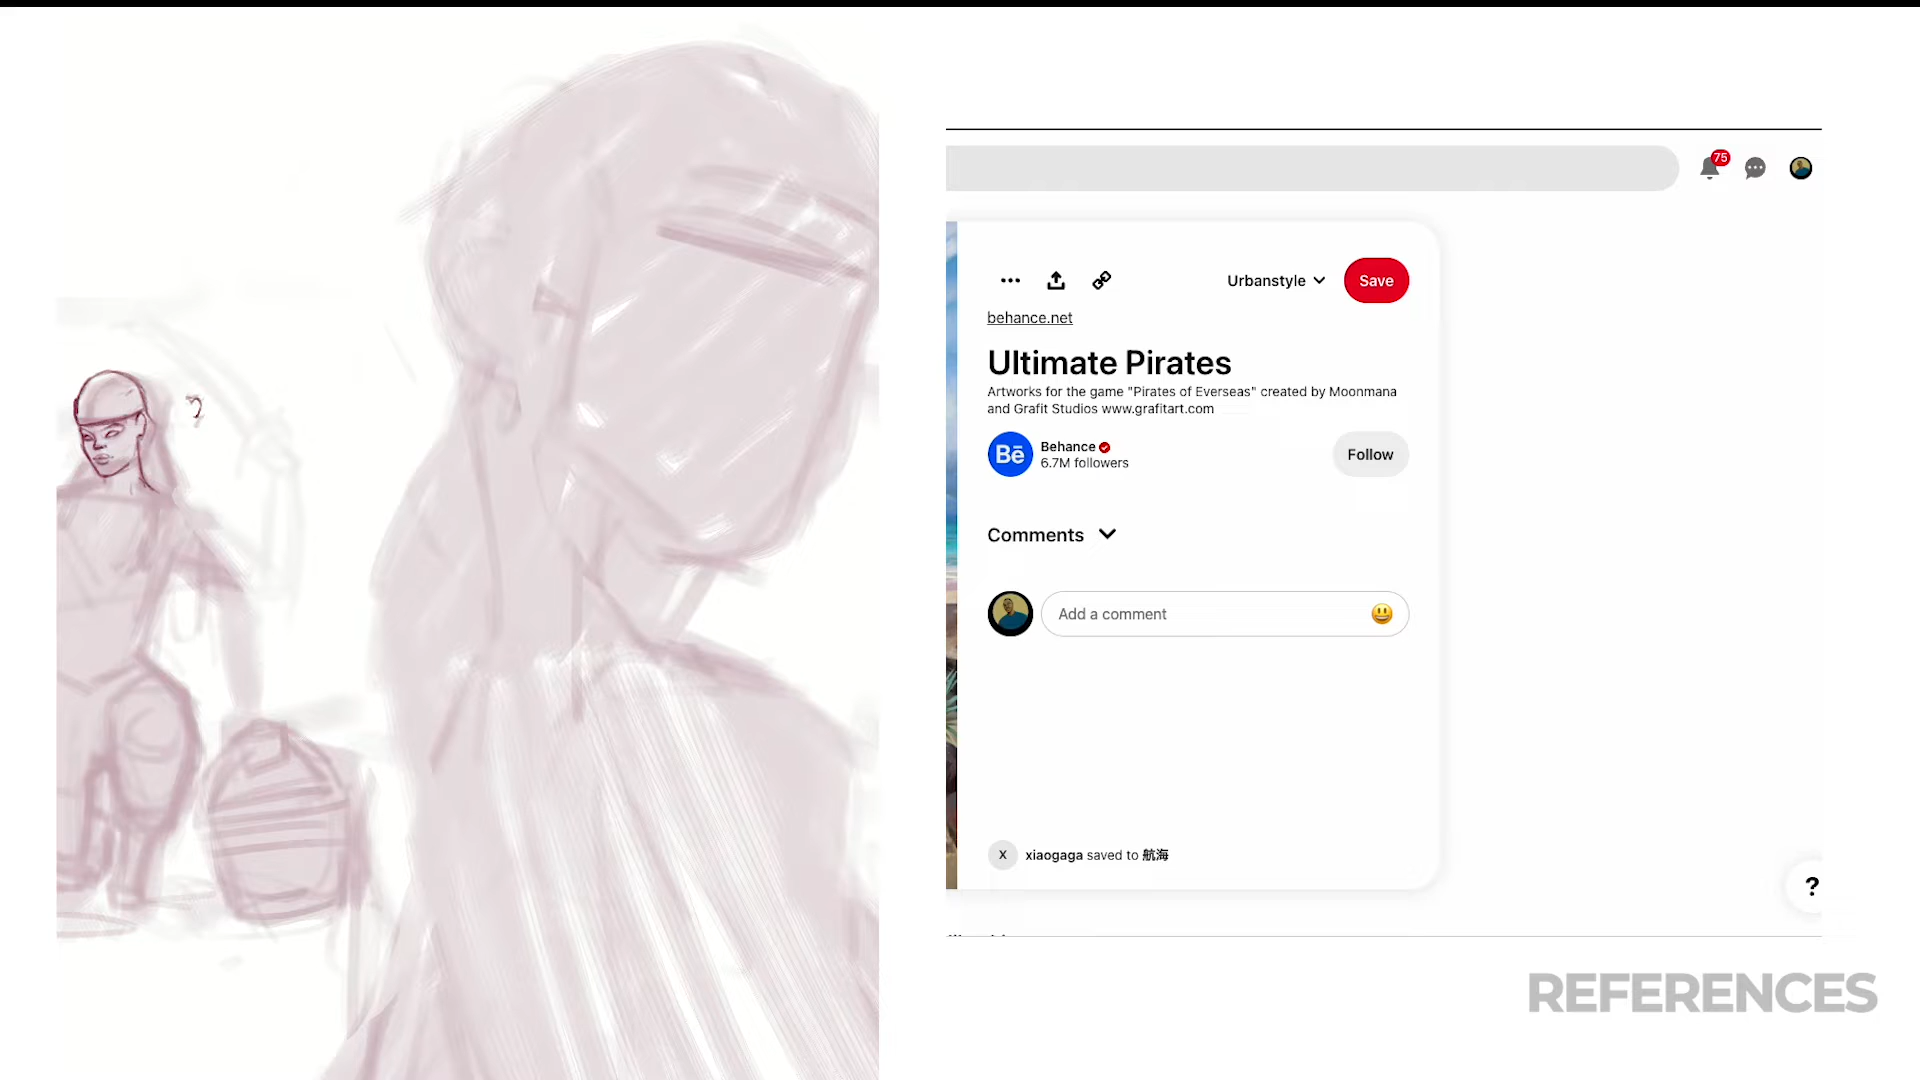 75
Urbanstyle
Save
behance.net
Ultimate Pirates
Artworks for the game "Pirates of Everseas" created by Moonmana
and Grafit Studios www.grafitart.com
Bē
Behance
6.7M followers
Follow
Comments
Add a comment
X
xiaogaga saved to 航海
?
REFERENCES